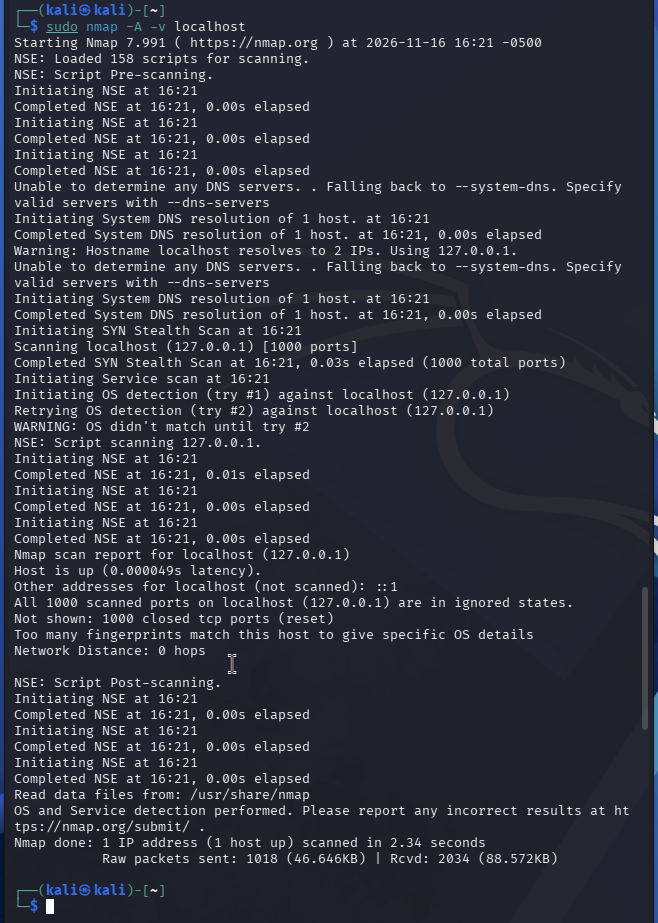 ┌──(kali㉿kali)-[~]
└─$ sudo nmap -A -v localhost
Starting Nmap 7.991 ( https://nmap.org ) at 2026-11-16 16:21 -0500
NSE: Loaded 158 scripts for scanning.
NSE: Script Pre-scanning.
Initiating NSE at 16:21
Completed NSE at 16:21, 0.00s elapsed
Initiating NSE at 16:21
Completed NSE at 16:21, 0.00s elapsed
Initiating NSE at 16:21
Completed NSE at 16:21, 0.00s elapsed
Unable to determine any DNS servers. . Falling back to --system-dns. Specify
valid servers with --dns-servers
Initiating System DNS resolution of 1 host. at 16:21
Completed System DNS resolution of 1 host. at 16:21, 0.00s elapsed
Warning: Hostname localhost resolves to 2 IPs. Using 127.0.0.1.
Unable to determine any DNS servers. . Falling back to --system-dns. Specify
valid servers with --dns-servers
Initiating System DNS resolution of 1 host. at 16:21
Completed System DNS resolution of 1 host. at 16:21, 0.00s elapsed
Initiating SYN Stealth Scan at 16:21
Scanning localhost (127.0.0.1) [1000 ports]
Completed SYN Stealth Scan at 16:21, 0.03s elapsed (1000 total ports)
Initiating Service scan at 16:21
Initiating OS detection (try #1) against localhost (127.0.0.1)
Retrying OS detection (try #2) against localhost (127.0.0.1)
WARNING: OS didn't match until try #2
NSE: Script scanning 127.0.0.1.
Initiating NSE at 16:21
Completed NSE at 16:21, 0.01s elapsed
Initiating NSE at 16:21
Completed NSE at 16:21, 0.00s elapsed
Initiating NSE at 16:21
Completed NSE at 16:21, 0.00s elapsed
Nmap scan report for localhost (127.0.0.1)
Host is up (0.000049s latency).
Other addresses for localhost (not scanned): ::1
All 1000 scanned ports on localhost (127.0.0.1) are in ignored states.
Not shown: 1000 closed tcp ports (reset)
Too many fingerprints match this host to give specific OS details
Network Distance: 0 hops
NSE: Script Post-scanning.
Initiating NSE at 16:21
Completed NSE at 16:21, 0.00s elapsed
Initiating NSE at 16:21
Completed NSE at 16:21, 0.00s elapsed
Initiating NSE at 16:21
Completed NSE at 16:21, 0.00s elapsed
Read data files from: /usr/share/nmap
OS and Service detection performed. Please report any incorrect results at ht
tps://nmap.org/submit/ .
Nmap done: 1 IP address (1 host up) scanned in 2.34 seconds
Raw packets sent: 1018 (46.646KB) | Rcvd: 2034 (88.572KB)
┌──(kali㉿kali)-[~]
└─$